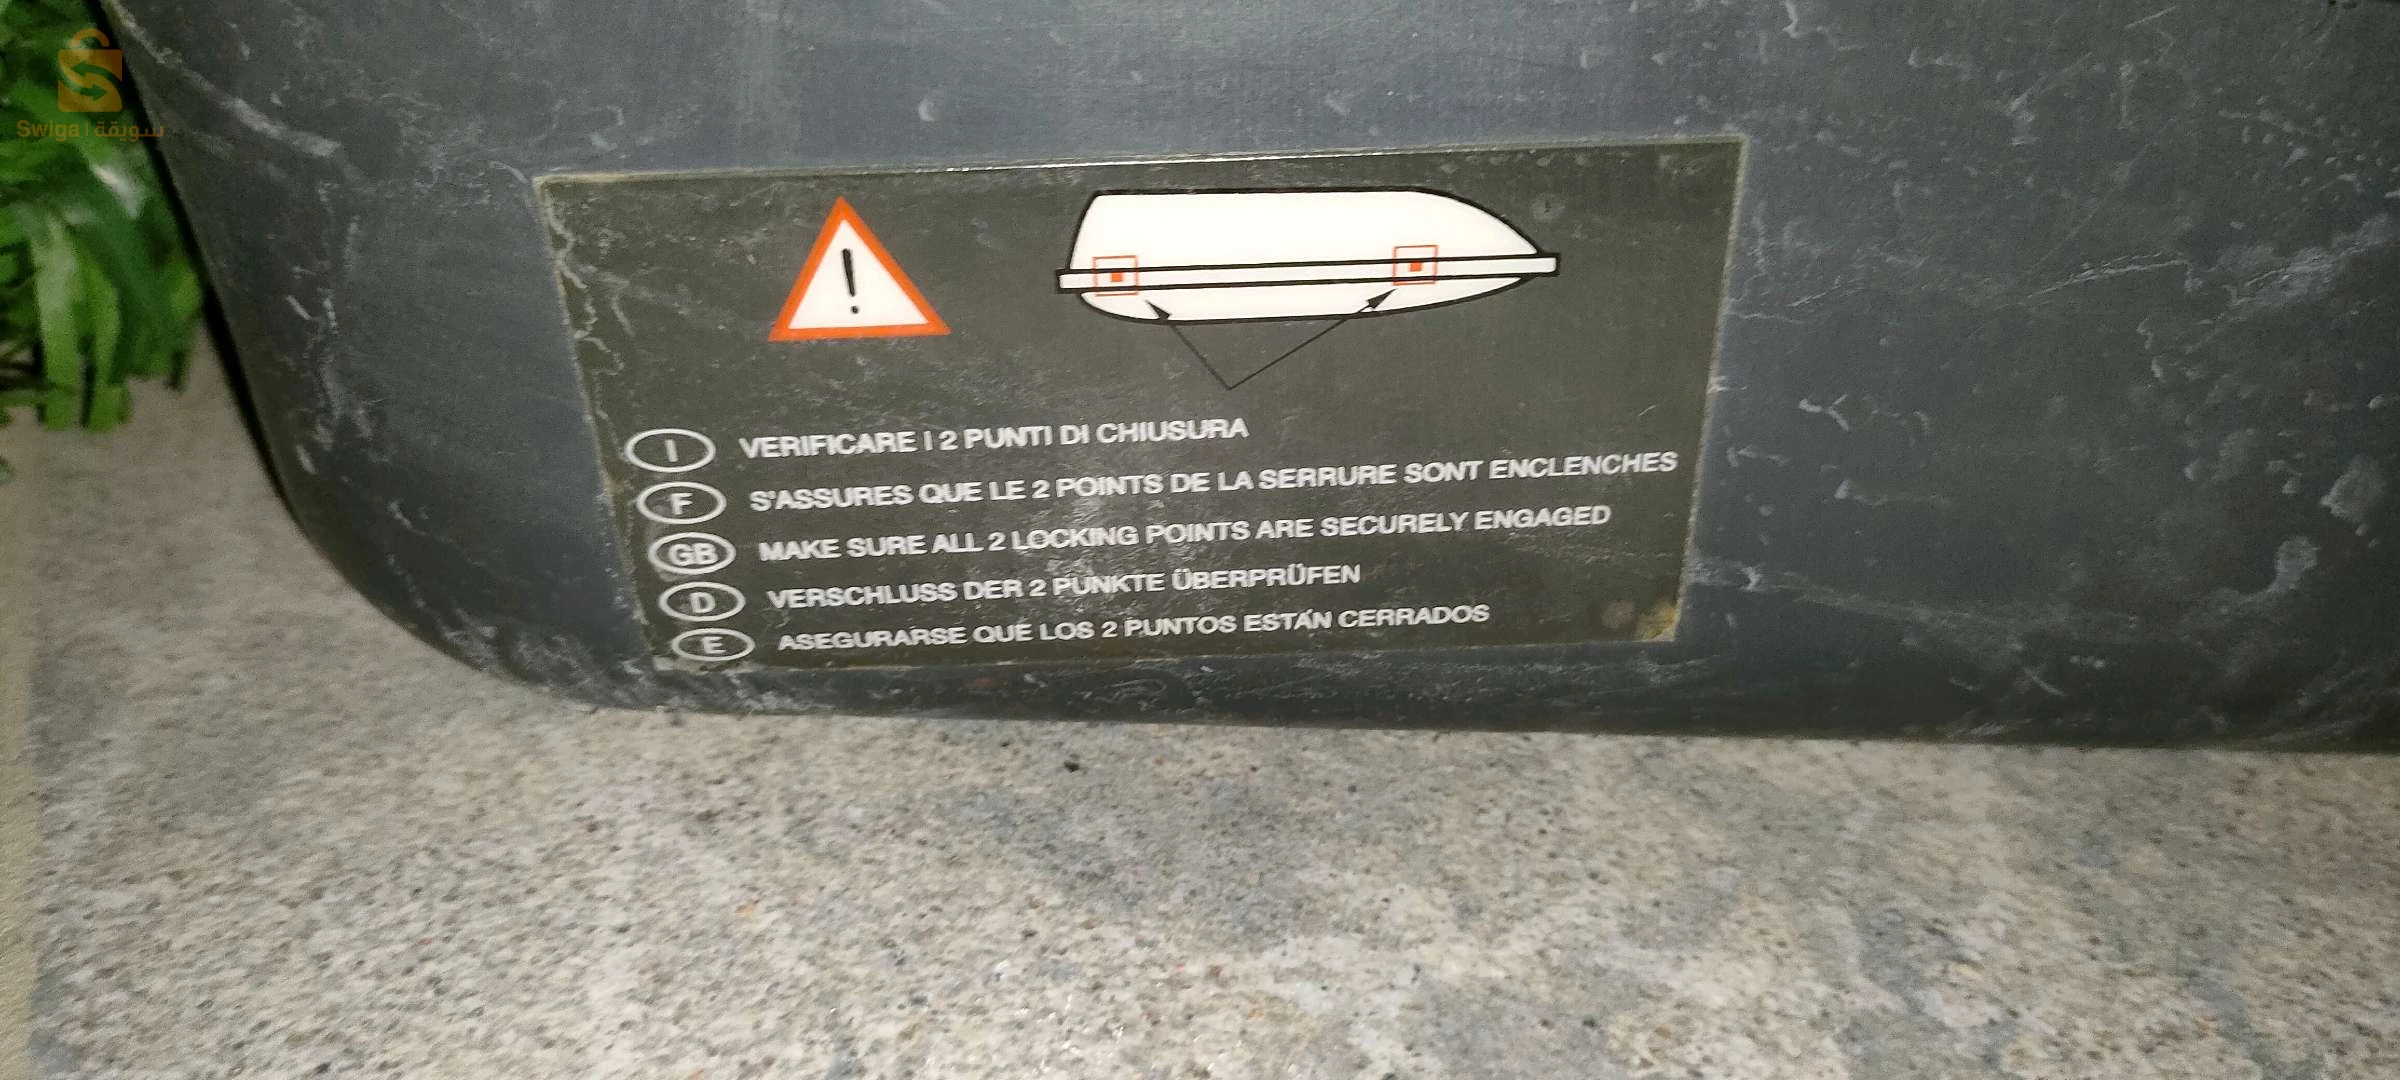 Swiga | سويقة
!
I VERIFICARE I 2 PUNTI DI CHIUSURA
F S'ASSURES QUE LE 2 POINTS DE LA SERRURE SONT ENCLENCHES
GB MAKE SURE ALL 2 LOCKING POINTS ARE SECURELY ENGAGED
D VERSCHLUSS DER 2 PUNKTE ÜBERPRÜFEN
E ASEGURARSE QUE LOS 2 PUNTOS ESTÁN CERRADOS